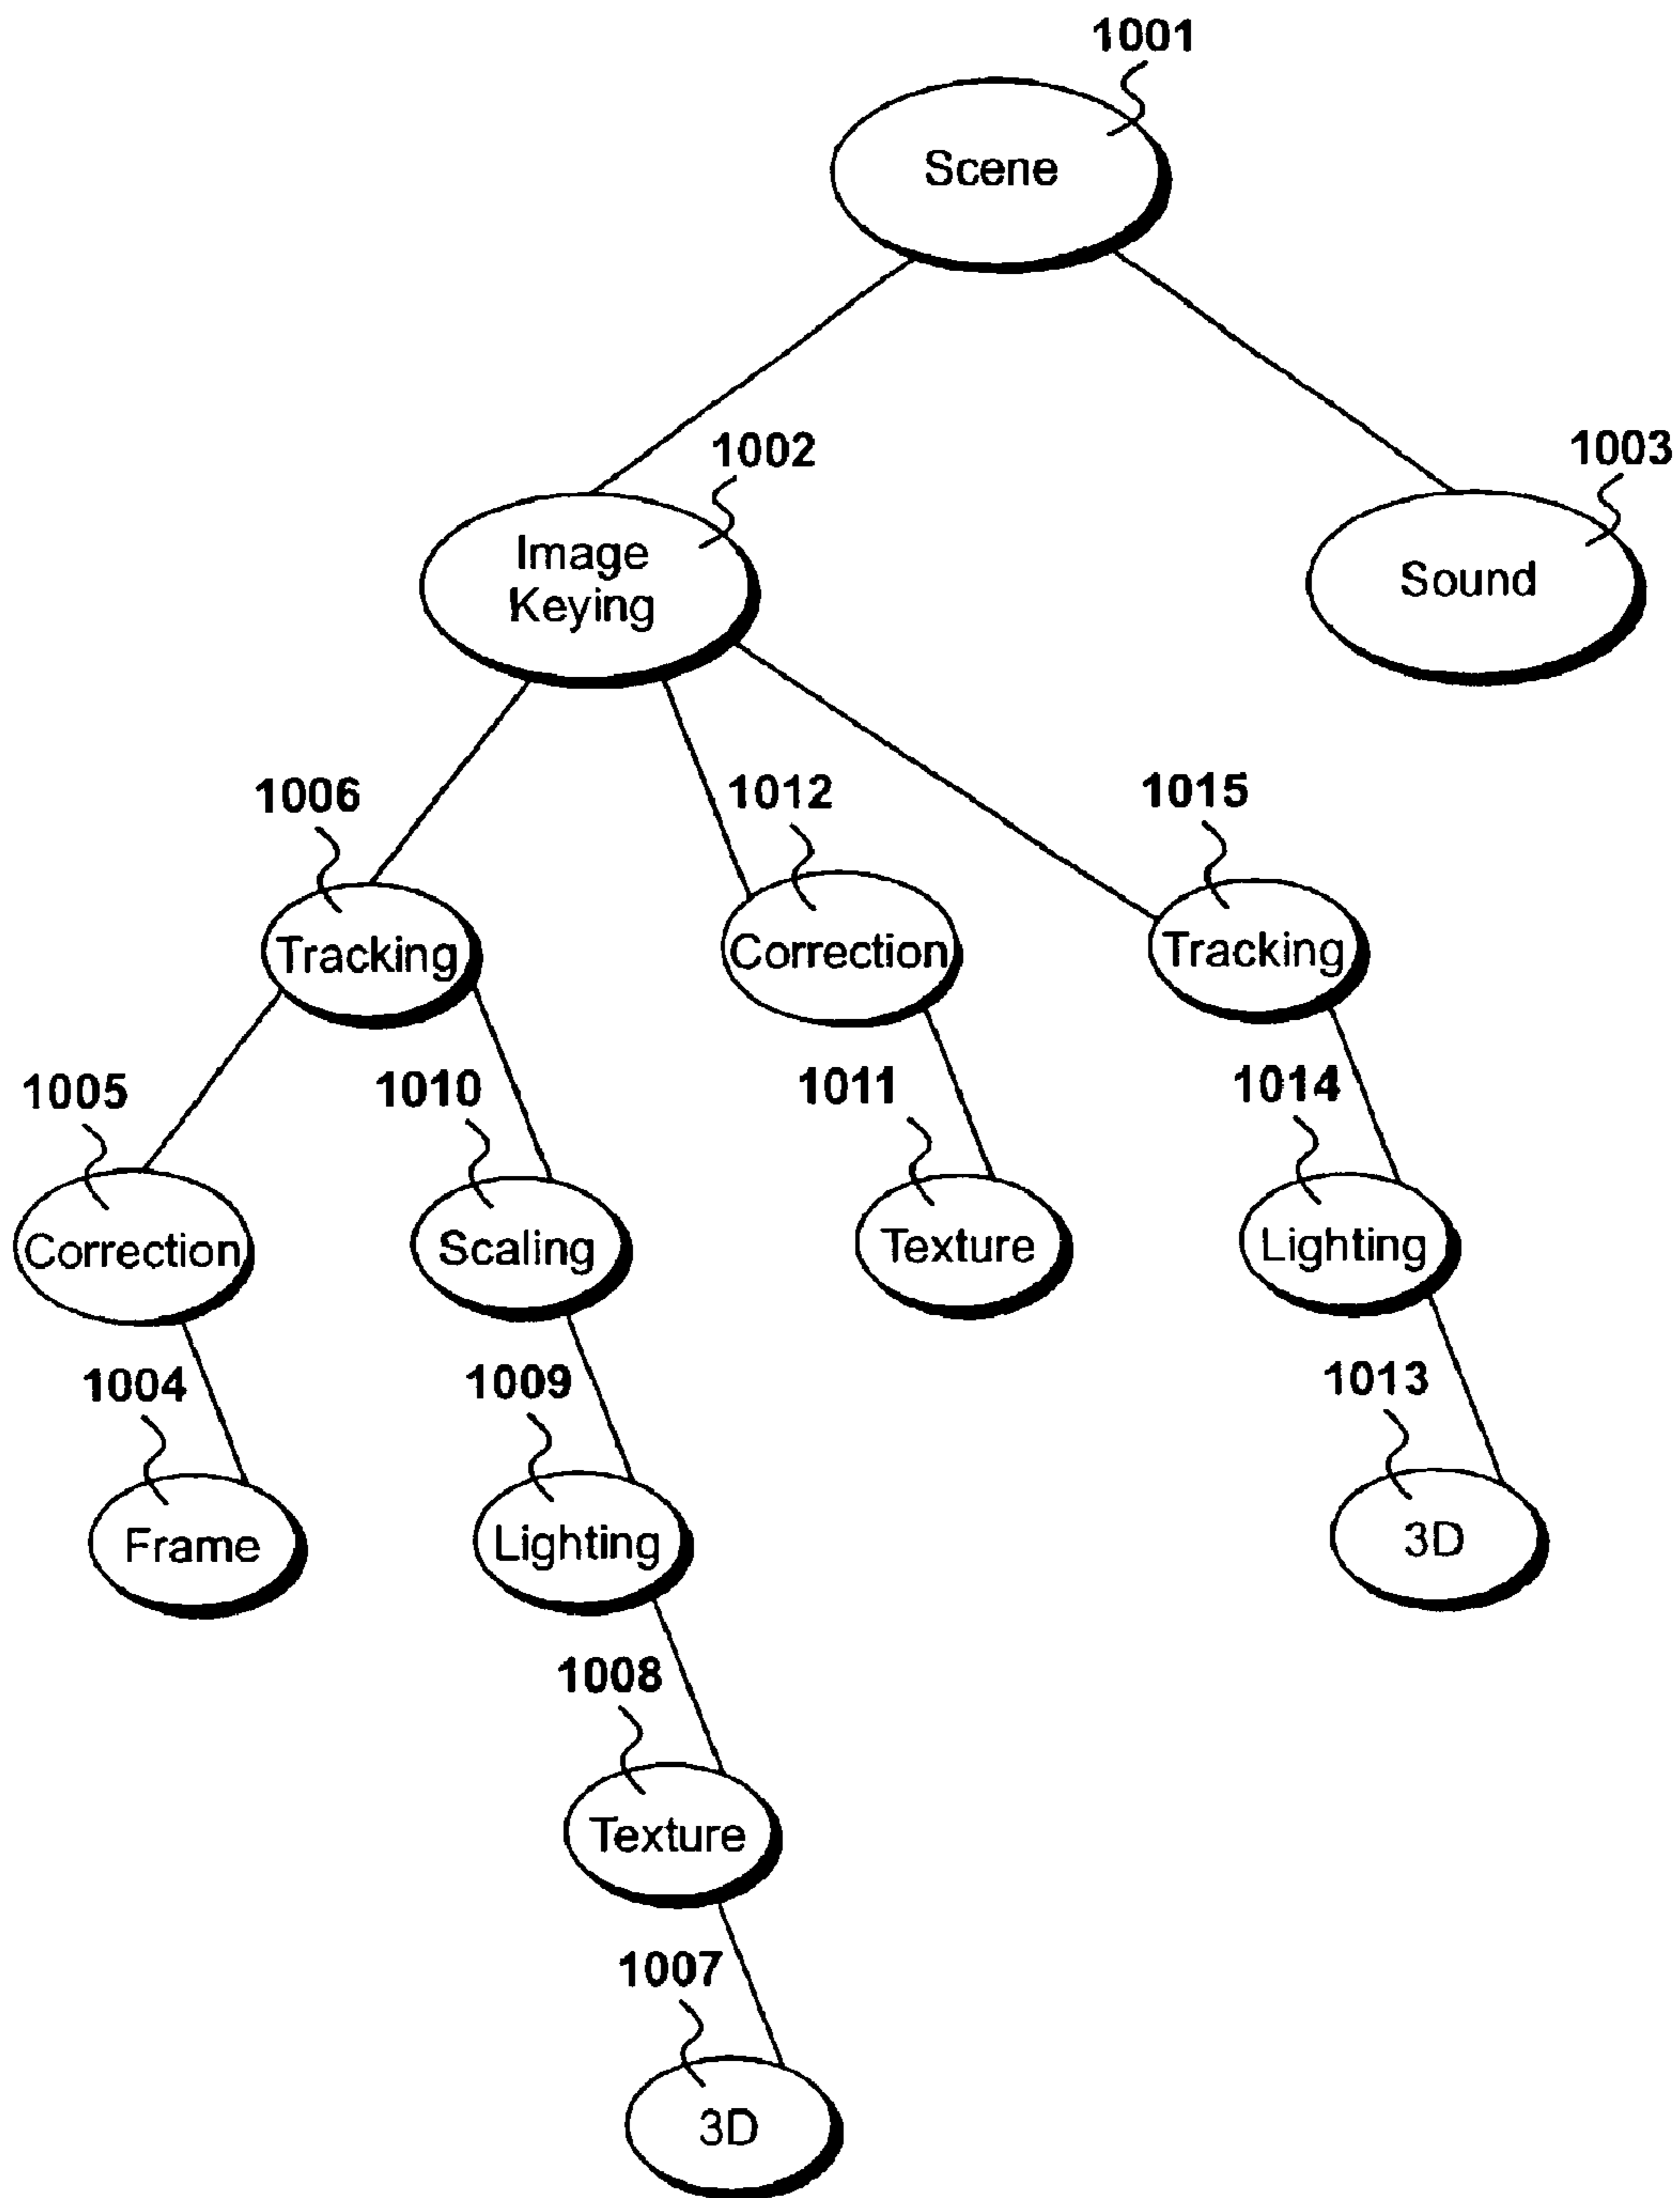 1001
Scene
1002
1003
Image
Keying
Sound
1006
1012
1015
Tracking
Correction
Tracking
1005
1010
1011
1014
Correction
Scaling
Texture
Lighting
1004
1009
1013
Frame
Lighting
3D
1008
Texture
1007
3D